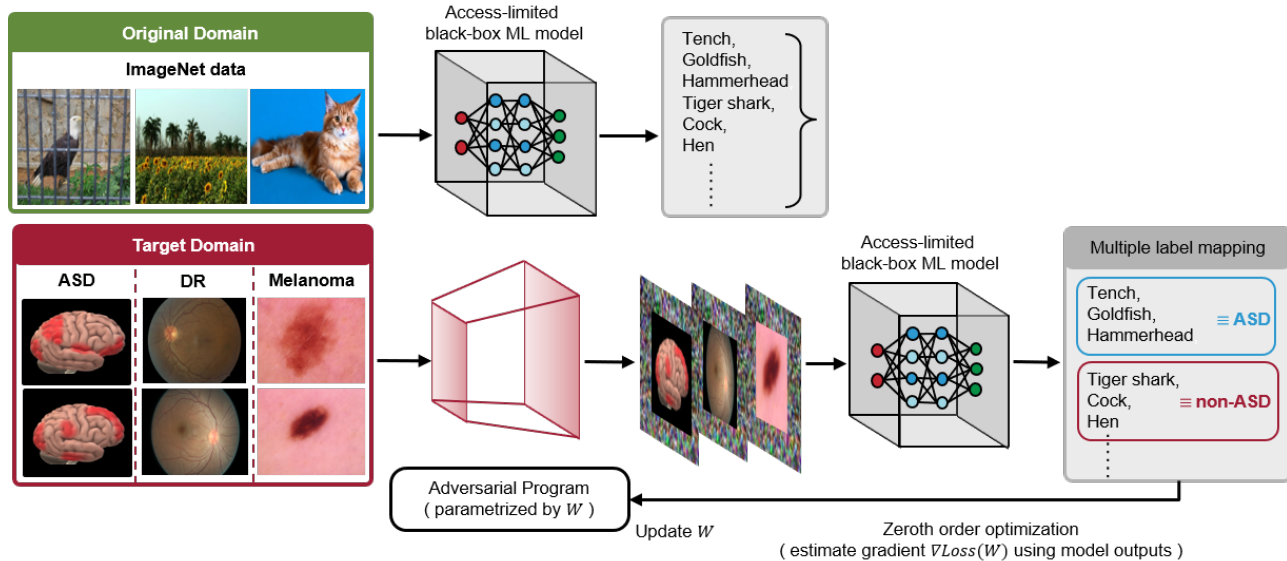 Original Domain
ImageNet data
Access-limited
black-box ML model
Tench,
Goldfish,
Hammerhead,
Tiger shark,
Cock,
Hen
Target Domain
ASD
DR
Melanoma
Access-limited
black-box ML model
Multiple label mapping
Tench,
Goldfish,
Hammerhead,
≡ ASD
Tiger shark,
Cock,
Hen
≡ non-ASD
Adversarial Program
( parametrized by W )
Update W
Zeroth order optimization
( estimate gradient ∇Loss(W) using model outputs )